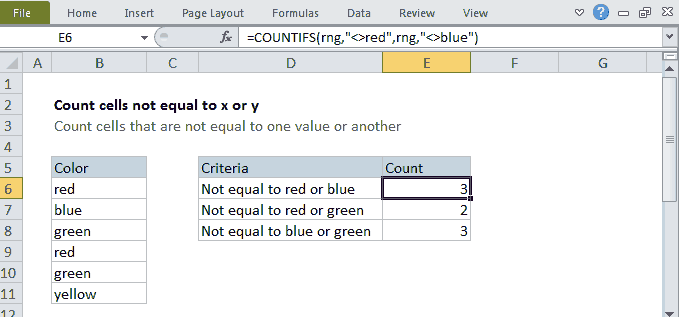 File Home Insert Page Layout Formulas Data Review View
E6 fx =COUNTIFS(rng,"<>red",rng,"<>blue")
A B C D E F G
1
2 Count cells not equal to x or y
3 Count cells that are not equal to one value or another
4
5 Color Criteria Count
6 red Not equal to red or blue 3
7 blue Not equal to red or green 2
8 green Not equal to blue or green 3
9 red
10 green
11 yellow
12